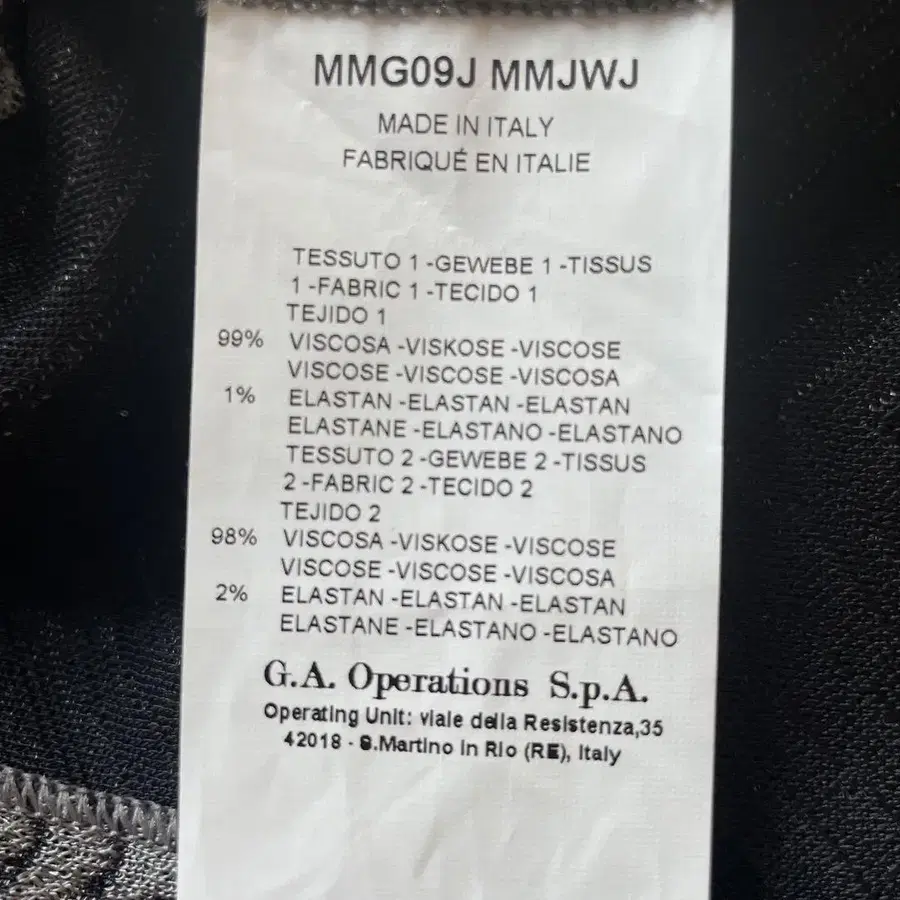 MMG09J MMJWJ
MADE IN ITALY
FABRIQUÉ EN ITALIE
TESSUTO 1 -GEWEBE 1 -TISSUS
1 -FABRIC 1 -TECIDO 1
TEJIDO 1
99% VISCOSA -VISKOSE -VISCOSE
VISCOSE -VISCOSE -VISCOSA
1% ELASTAN -ELASTAN -ELASTAN
ELASTANE -ELASTANO -ELASTANO
TESSUTO 2 -GEWEBE 2 -TISSUS
2 -FABRIC 2 -TECIDO 2
TEJIDO 2
98% VISCOSA -VISKOSE -VISCOSE
VISCOSE -VISCOSE -VISCOSA
2% ELASTAN -ELASTAN -ELASTAN
ELASTANE -ELASTANO -ELASTANO
G.A. Operations S.p.A.
Operating Unit: viale della Resistenza,35
42018 - S.Martino in Rio (RE), Italy